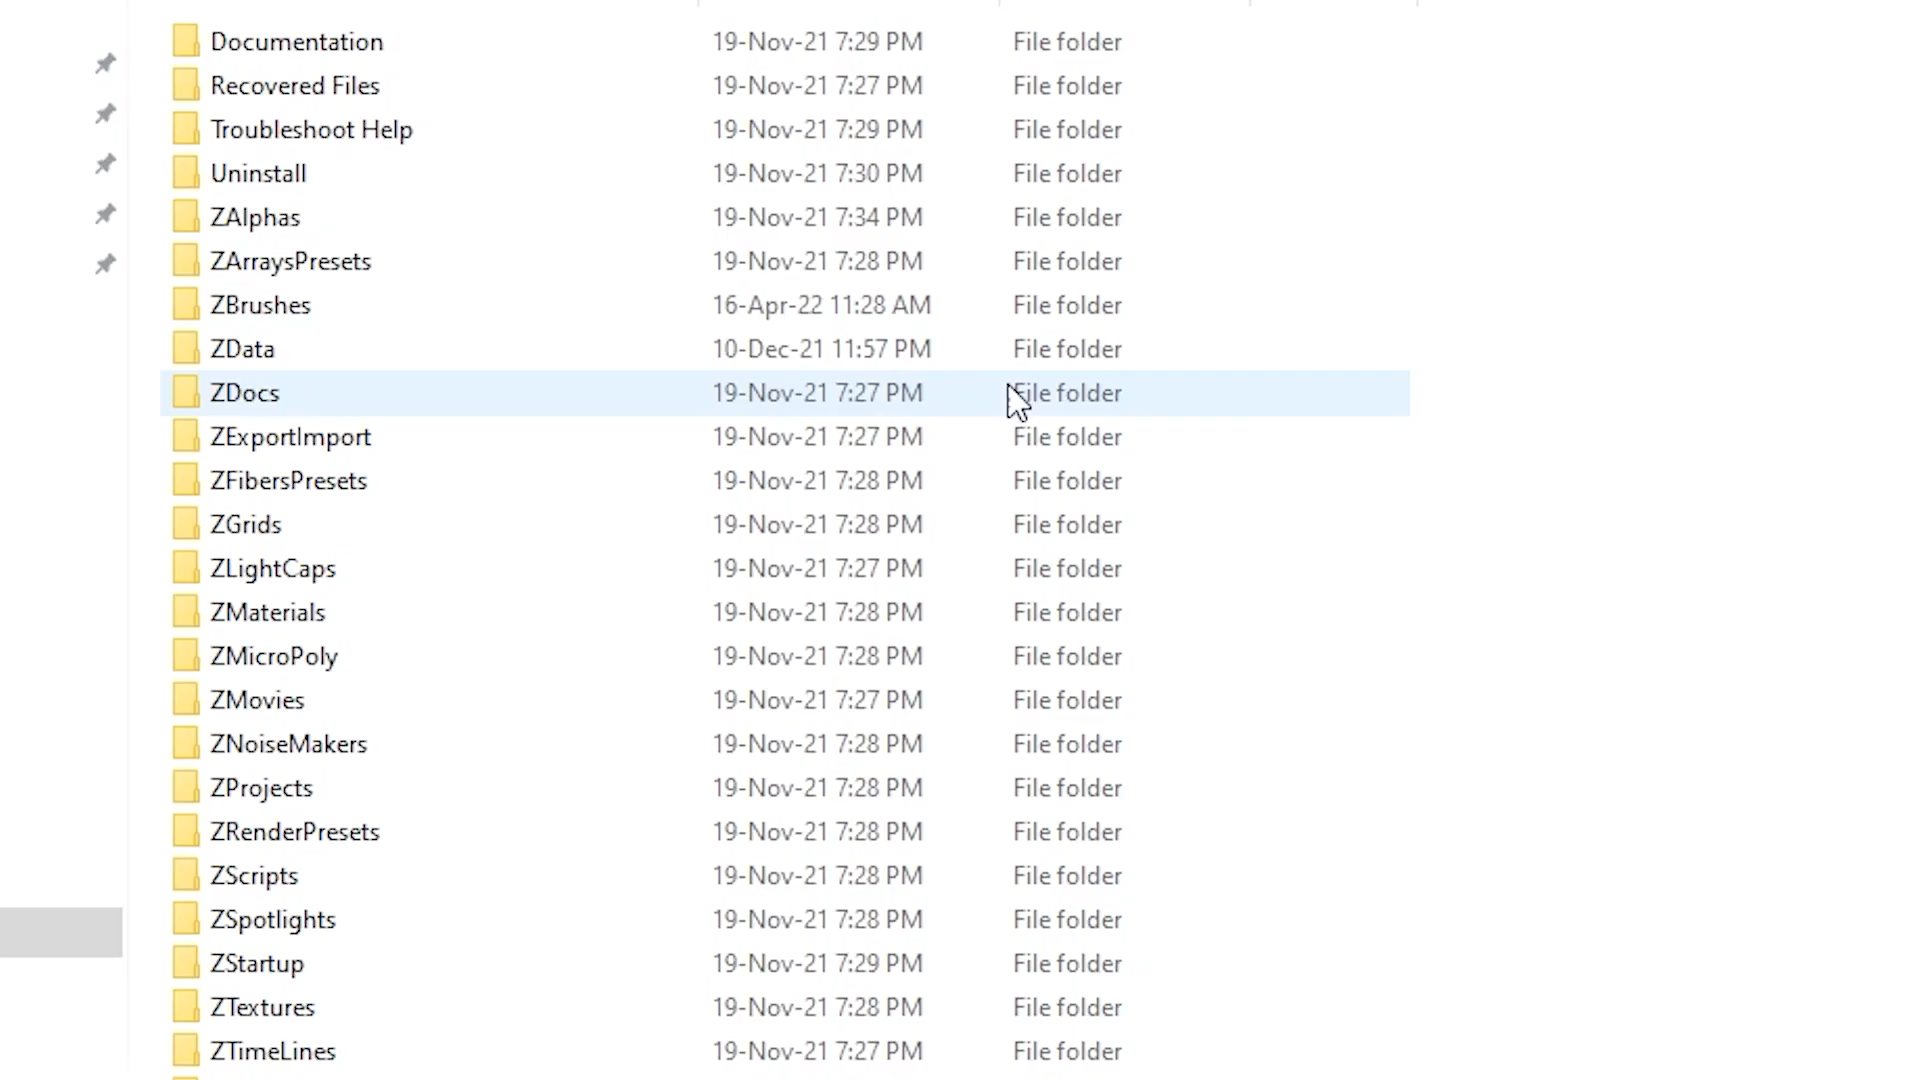 Documentation 19-Nov-21 7:29 PM File folder
Recovered Files 19-Nov-21 7:27 PM File folder
Troubleshoot Help 19-Nov-21 7:29 PM File folder
Uninstall 19-Nov-21 7:30 PM File folder
ZAlphas 19-Nov-21 7:34 PM File folder
ZArraysPresets 19-Nov-21 7:28 PM File folder
ZBrushes 16-Apr-22 11:28 AM File folder
ZData 10-Dec-21 11:57 PM File folder
ZDocs 19-Nov-21 7:27 PM File folder
ZExportImport 19-Nov-21 7:27 PM File folder
ZFibersPresets 19-Nov-21 7:28 PM File folder
ZGrids 19-Nov-21 7:28 PM File folder
ZLightCaps 19-Nov-21 7:27 PM File folder
ZMaterials 19-Nov-21 7:28 PM File folder
ZMicroPoly 19-Nov-21 7:28 PM File folder
ZMovies 19-Nov-21 7:27 PM File folder
ZNoiseMakers 19-Nov-21 7:28 PM File folder
ZProjects 19-Nov-21 7:28 PM File folder
ZRenderPresets 19-Nov-21 7:28 PM File folder
ZScripts 19-Nov-21 7:28 PM File folder
ZSpotlights 19-Nov-21 7:28 PM File folder
ZStartup 19-Nov-21 7:29 PM File folder
ZTextures 19-Nov-21 7:28 PM File folder
ZTimeLines 19-Nov-21 7:27 PM File folder